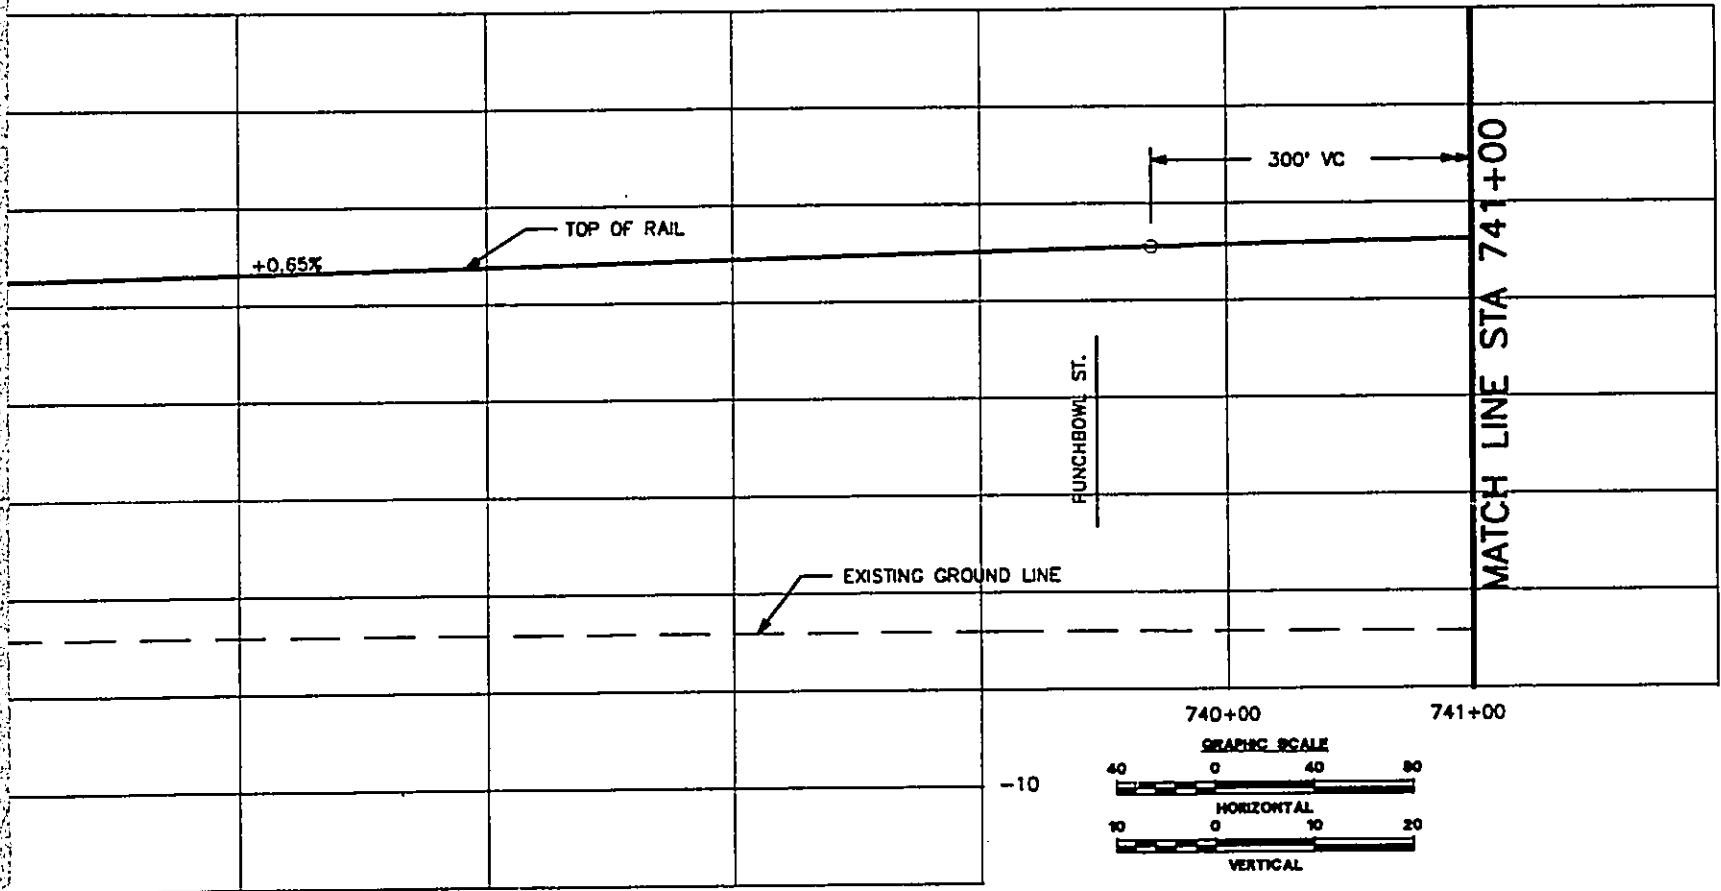 300' VC
TOP OF RAIL
+0.65%
MATCH LINE STA 741+00
PUNCHBOWL ST.
EXISTING GROUND LINE
740+00
741+00
GRAPHIC SCALE
40 0 40 80
HORIZONTAL
-10
10 0 10 20
VERTICAL